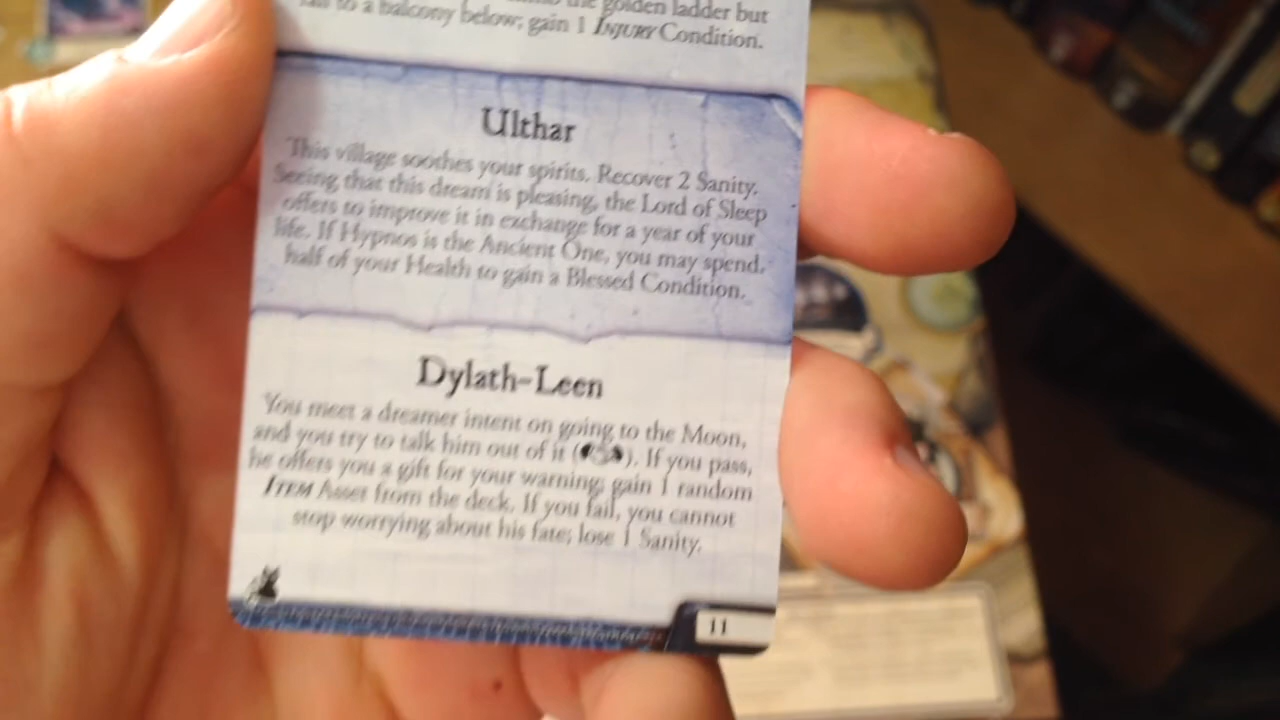 the golden ladder but
to a balcony below; gain 1 INJURY Condition.
Ulthar
This village soothes your spirits. Recover 2 Sanity.
Seeing that this dream is pleasing, the Lord of Sleep
offers to improve it in exchange for a year of your
life. If Hypnos is the Ancient One, you may spend
half of your Health to gain a Blessed Condition.
Dylath-Leen
You meet a dreamer intent on going to the Moon,
and you try to talk him out of it ( ). If you pass,
he offers you a gift for your warning; gain 1 random
ITEM Asset from the deck. If you fail, you cannot
stop worrying about his fate; lose 1 Sanity.
11